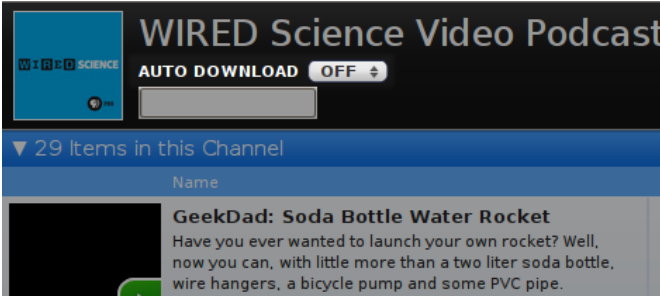 WIRED Science Video Podcast
WIRED SCIENCE
AUTO DOWNLOAD OFF
▼ 29 Items in this Channel
Name
GeekDad: Soda Bottle Water Rocket
Have you ever wanted to launch your own rocket? Well,
now you can, with little more than a two liter soda bottle,
wire hangers, a bicycle pump and some PVC pipe.